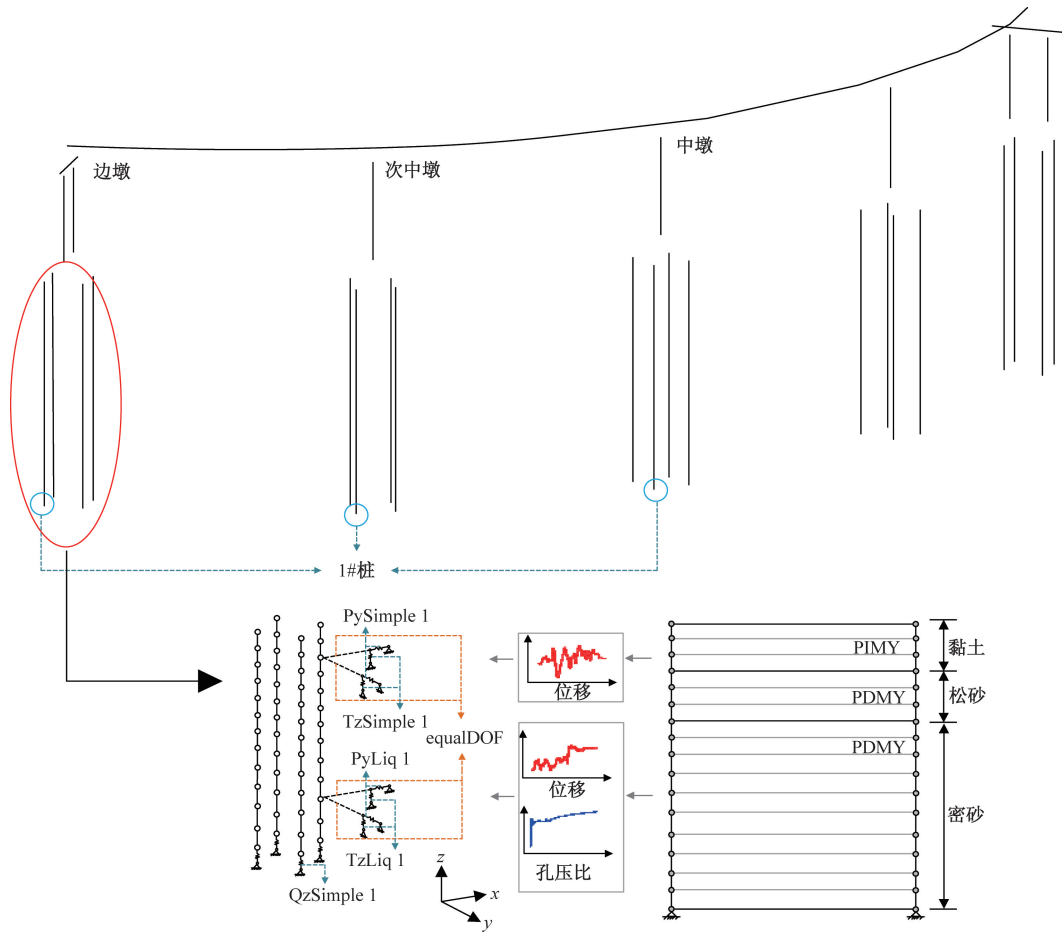 边墩
次中墩
中墩
1#桩
PySimple 1
TzSimple 1
equalDOF
PyLiq 1
TzLiq 1
QzSimple 1
z
x
y
位移
位移
孔压比
PIMY
黏土
PDMY
松砂
PDMY
密砂